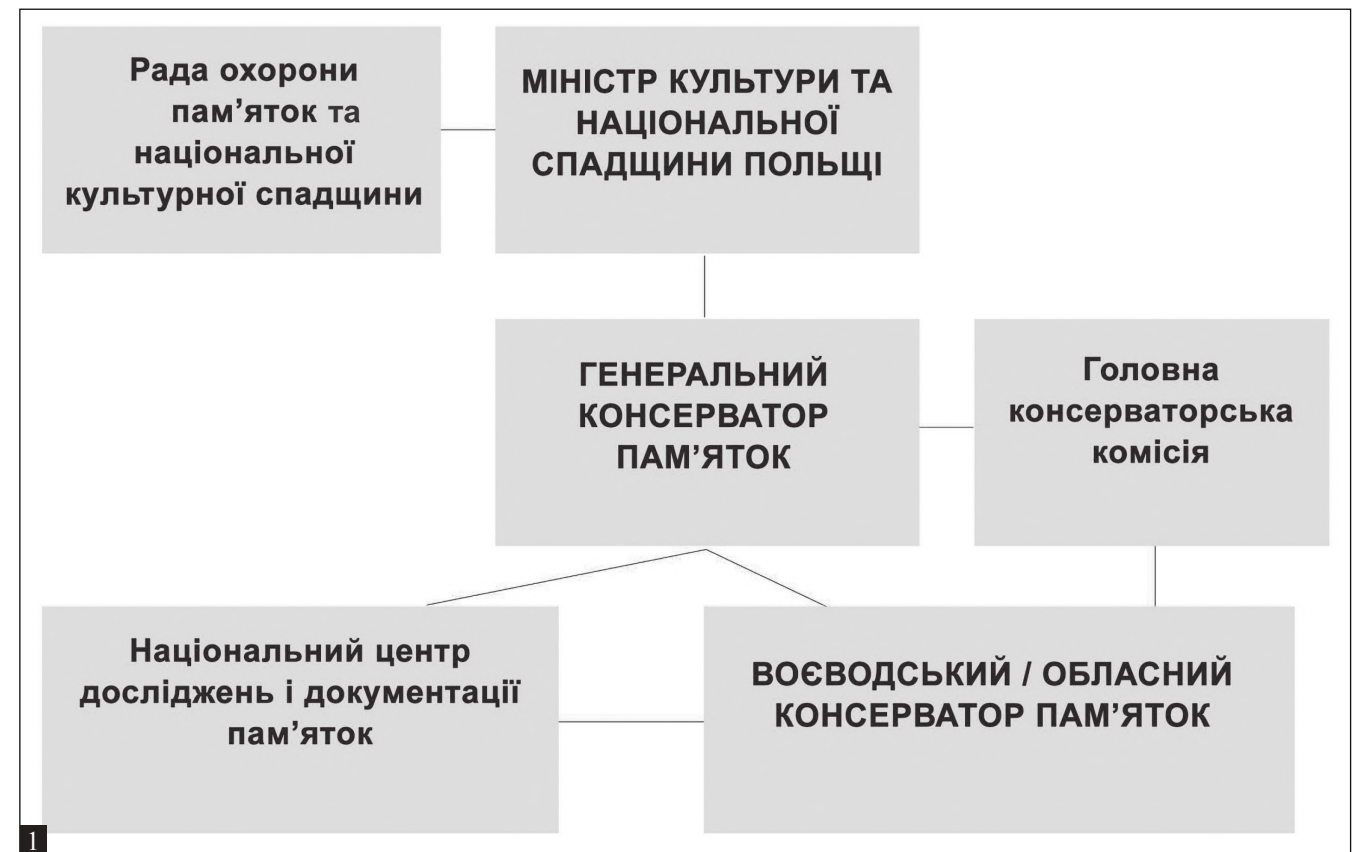 Рада охорони
пам’яток та
національної
культурної спадщини
МІНІСТР КУЛЬТУРИ ТА
НАЦІОНАЛЬНОЇ
СПАДЩИНИ ПОЛЬЩІ
ГЕНЕРАЛЬНИЙ
КОНСЕРВАТОР
ПАМ’ЯТОК
Головна
консерваторська
комісія
Національний центр
досліджень і документації
пам’яток
ВОЄВОДСЬКИЙ / ОБЛАСНИЙ
КОНСЕРВАТОР ПАМ’ЯТОК
1